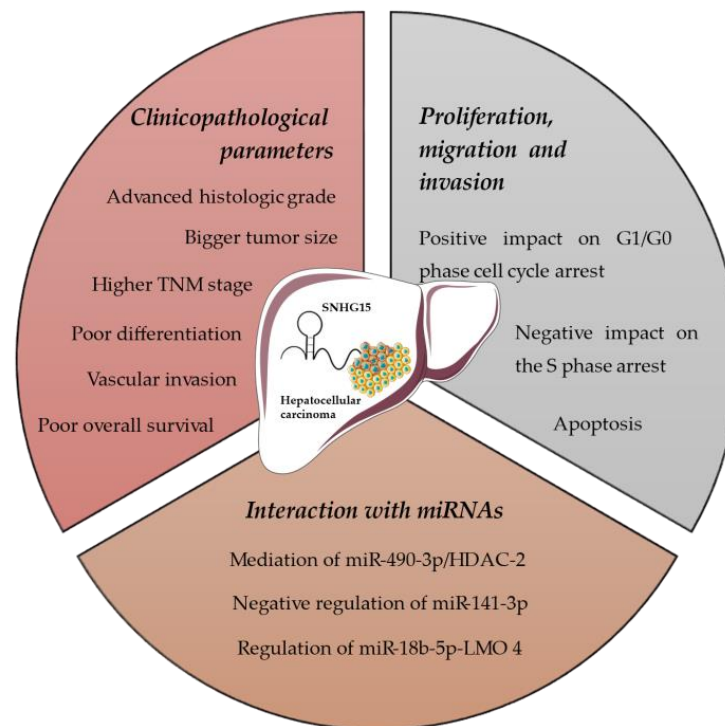 Clinicopathological
parameters
Advanced histologic grade
Bigger tumor size
Higher TNM stage
Poor differentiation
Vascular invasion
Poor overall survival
Proliferation,
migration and
invasion
Positive impact on G1/G0
phase cell cycle arrest
Negative impact on
the S phase arrest
Apoptosis
SNHG15
Hepatocellular
carcinoma
Interaction with miRNAs
Mediation of miR-490-3p/HDAC-2
Negative regulation of miR-141-3p
Regulation of miR-18b-5p-LMO 4